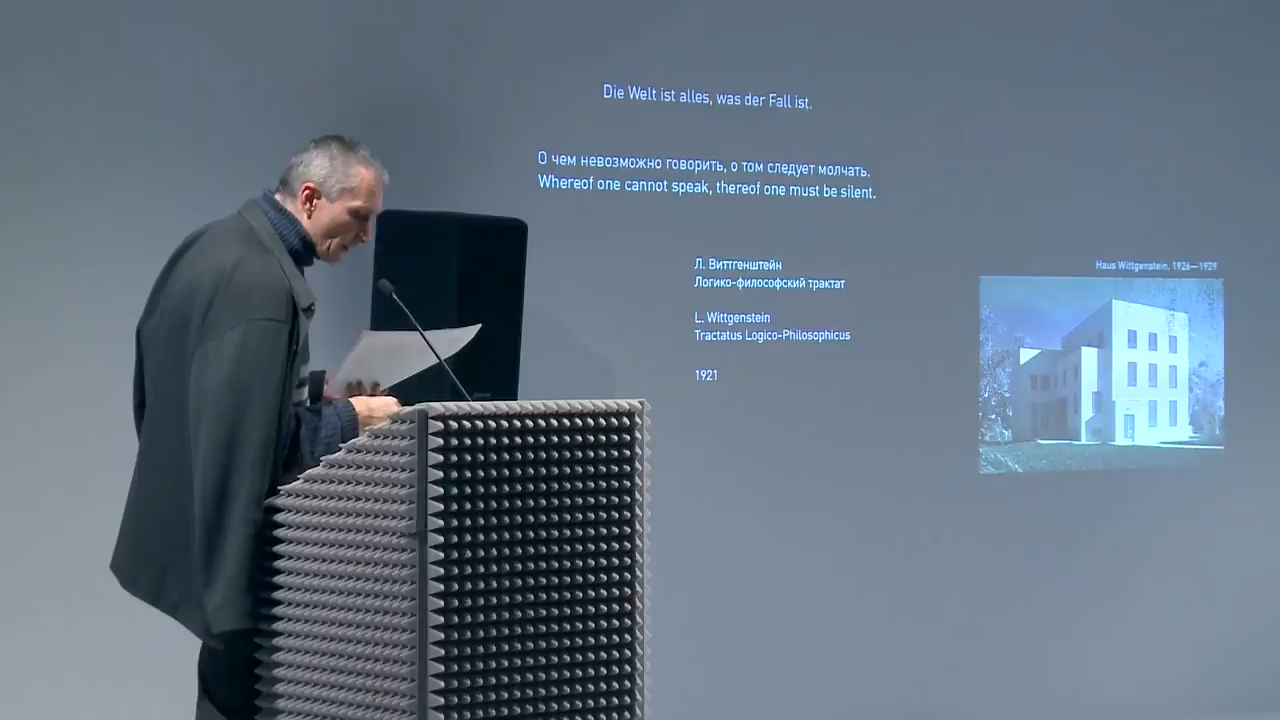 Die Welt ist alles, was der Fall ist.
О чем невозможно говорить, о том следует молчать.
Whereof one cannot speak, thereof one must be silent.
Л. Виттгенштейн
Логико-философский трактат
L. Wittgenstein
Tractatus Logico-Philosophicus
1921
Haus Wittgenstein. 1926—1929